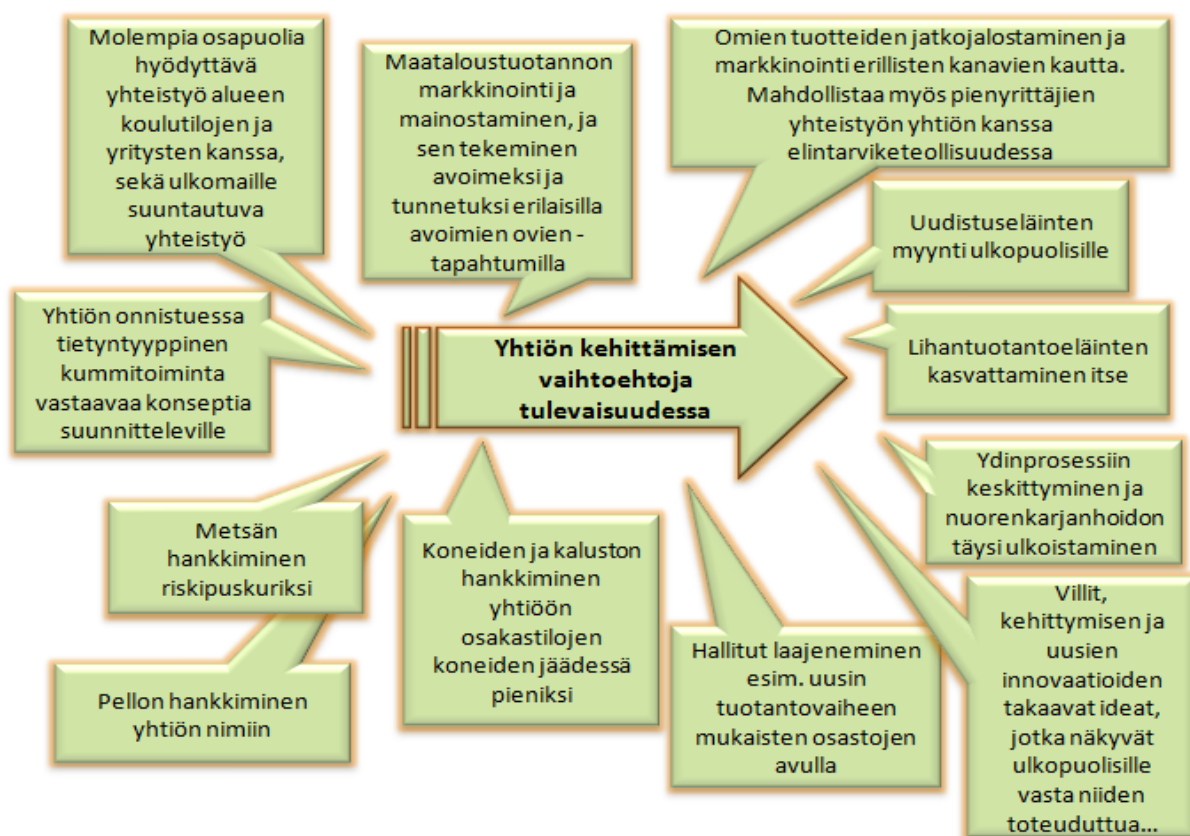 Molempia osapuolia
hyödyttävä
yhteistyö alueen
koulutilojen ja
yritysten kanssa,
sekä ulkomaille
suuntautuva
yhteistyö
Maataloustuotannon
markkinointi ja
mainostaminen, ja
sen tekeminen
avoimeksi ja
tunnetuksi erilaisilla
avoimien ovien -
tapahtumilla
Omien tuotteiden jatkojalostaminen ja
markkinointi erillisten kanavien kautta.
Mahdollistaa myös pienyrittäjien
yhteistyön yhtiön kanssa
elintarviketeollisuudessa
Uudistuseläinten
myynti ulkopuolisille
Yhtiön onnistuessa
tietyntyyppinen
kummitoiminta
vastaavaa konseptia
suunnitteleville
Yhtiön kehittämisen
vaihtoehtoja
tulevaisuudessa
Lihantuotantoeläinten
kasvattaminen itse
Ydinprosessiin
keskittyminen ja
nuorenkarjanhoidon
täysi ulkoistaminen
Metsän
hankkiminen
riskipuskuriksi
Koneiden ja kaluston
hankkiminen
yhtiöön
osakastilojen
koneiden jäädessä
pieniksi
Pellon hankkiminen
yhtiön nimiin
Hallitut laajeneminen
esim. uusin
tuotantovaiheen
mukaisten osastojen
avulla
Villit,
kehittymisen ja
uusien
innovaatioiden
takaavat ideat,
jotka näkyvät
ulkopuolisille
vasta niiden
toteuduttua...